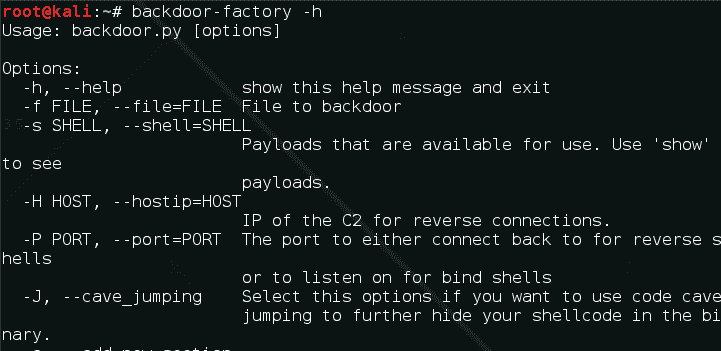 root@kali:~# backdoor-factory -h
Usage: backdoor.py [options]

Options:
  -h, --help            show this help message and exit
  -f FILE, --file=FILE  File to backdoor
  -s SHELL, --shell=SHELL
                        Payloads that are available for use. Use 'show'
to see
                        payloads.
  -H HOST, --hostip=HOST
                        IP of the C2 for reverse connections.
  -P PORT, --port=PORT  The port to either connect back to for reverse s
hells
                        or to listen on for bind shells
  -J, --cave_jumping    Select this options if you want to use code cave
                        jumping to further hide your shellcode in the bi
nary.